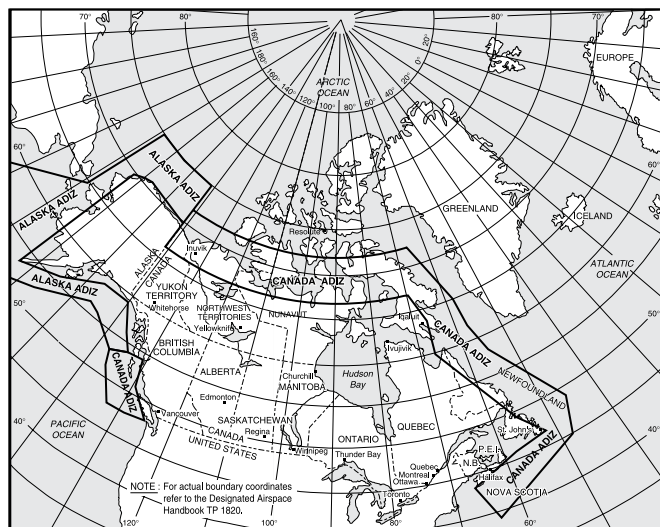 70°
60°
50°
40°
160°
160°
140°
120°
100°
80°
60°
40°
20°
0°
20°
70°
60°
50°
40°
EUROPE
ARCTIC
OCEAN
ALASKA ADIZ
ALASKA ADIZ
ALASKA ADIZ
GREENLAND
ICELAND
ATLANTIC
OCEAN
Resolute
Inuvik
ALASKA
CANADA
CANADA ADIZ
YUKON
TERRITORY
Whitehorse
NORTHWEST
TERRITORIES
Yellowknife
NUNAVUT
Iqaluit
Ivujivik
CANADA ADIZ
NEWFOUNDLAND
CANADA ADIZ
BRITISH
COLUMBIA
ALBERTA
Churchill
MANITOBA
Hudson
Bay
Edmonton
Vancouver
PACIFIC
OCEAN
SASKATCHEWAN
Regina
CANADA
UNITED STATES
Winnipeg
ONTARIO
Thunder Bay
QUEBEC
Quebec
Montreal
Ottawa
Toronto
St. John's
P.E.I.
N.B.
Halifax
NOVA SCOTIA
CANADA ADIZ
NOTE : For actual boundary coordinates
refer to the Designated Airspace
Handbook TP 1820.
120°
100°
80°
60°